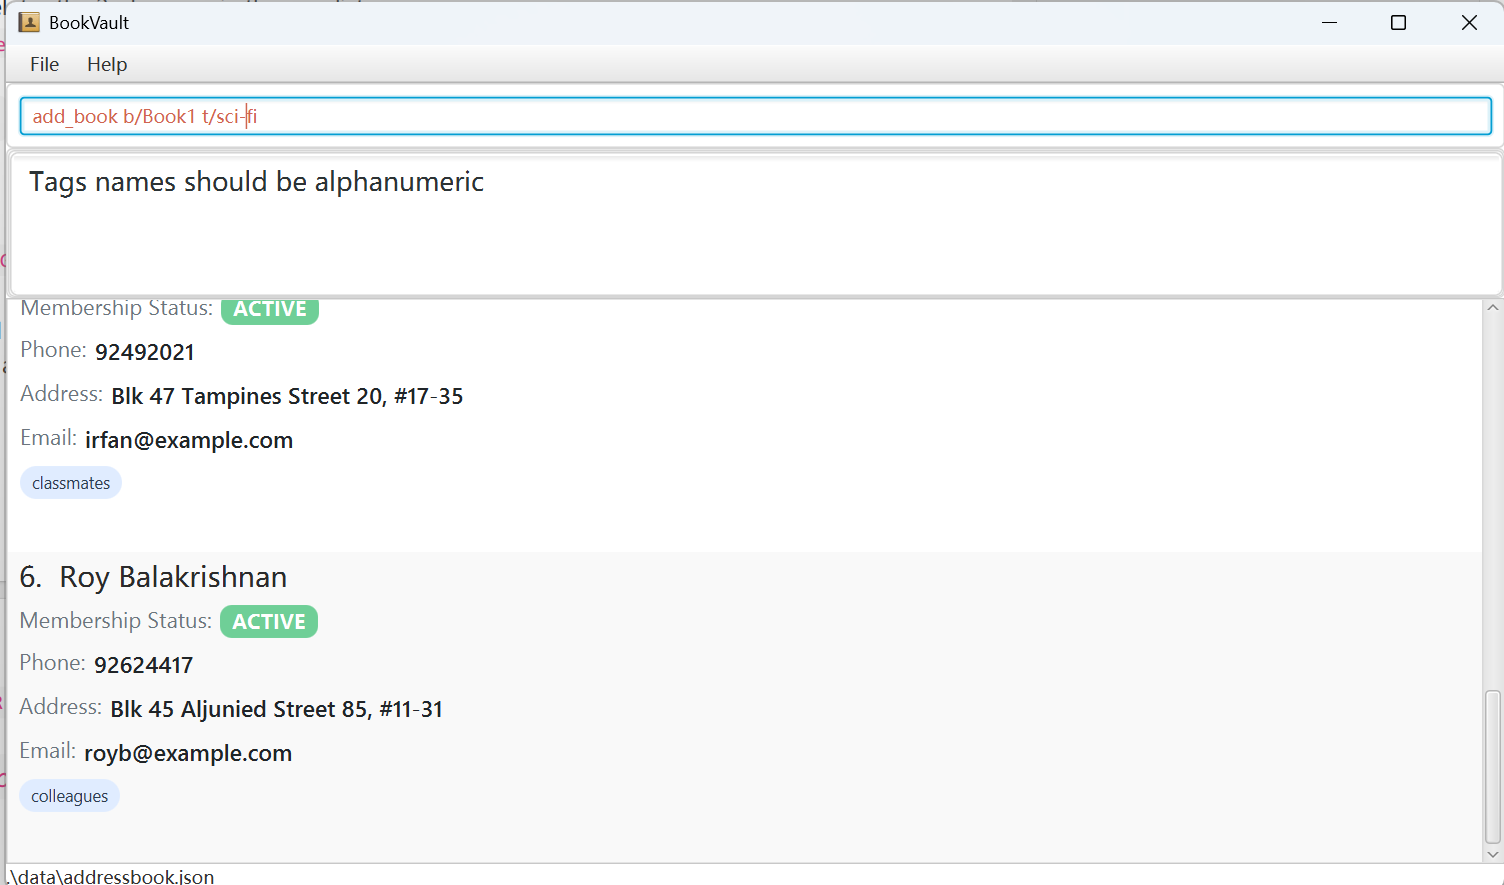 BookVault
File Help
add_book b/Book1 t/sci-fi
Tags names should be alphanumeric
Membership Status: ACTIVE
Phone: 92492021
Address: Blk 47 Tampines Street 20, #17-35
Email: irfan@example.com
classmates
6. Roy Balakrishnan
Membership Status: ACTIVE
Phone: 92624417
Address: Blk 45 Aljunied Street 85, #11-31
Email: royb@example.com
colleagues
.\data\addressbook.json